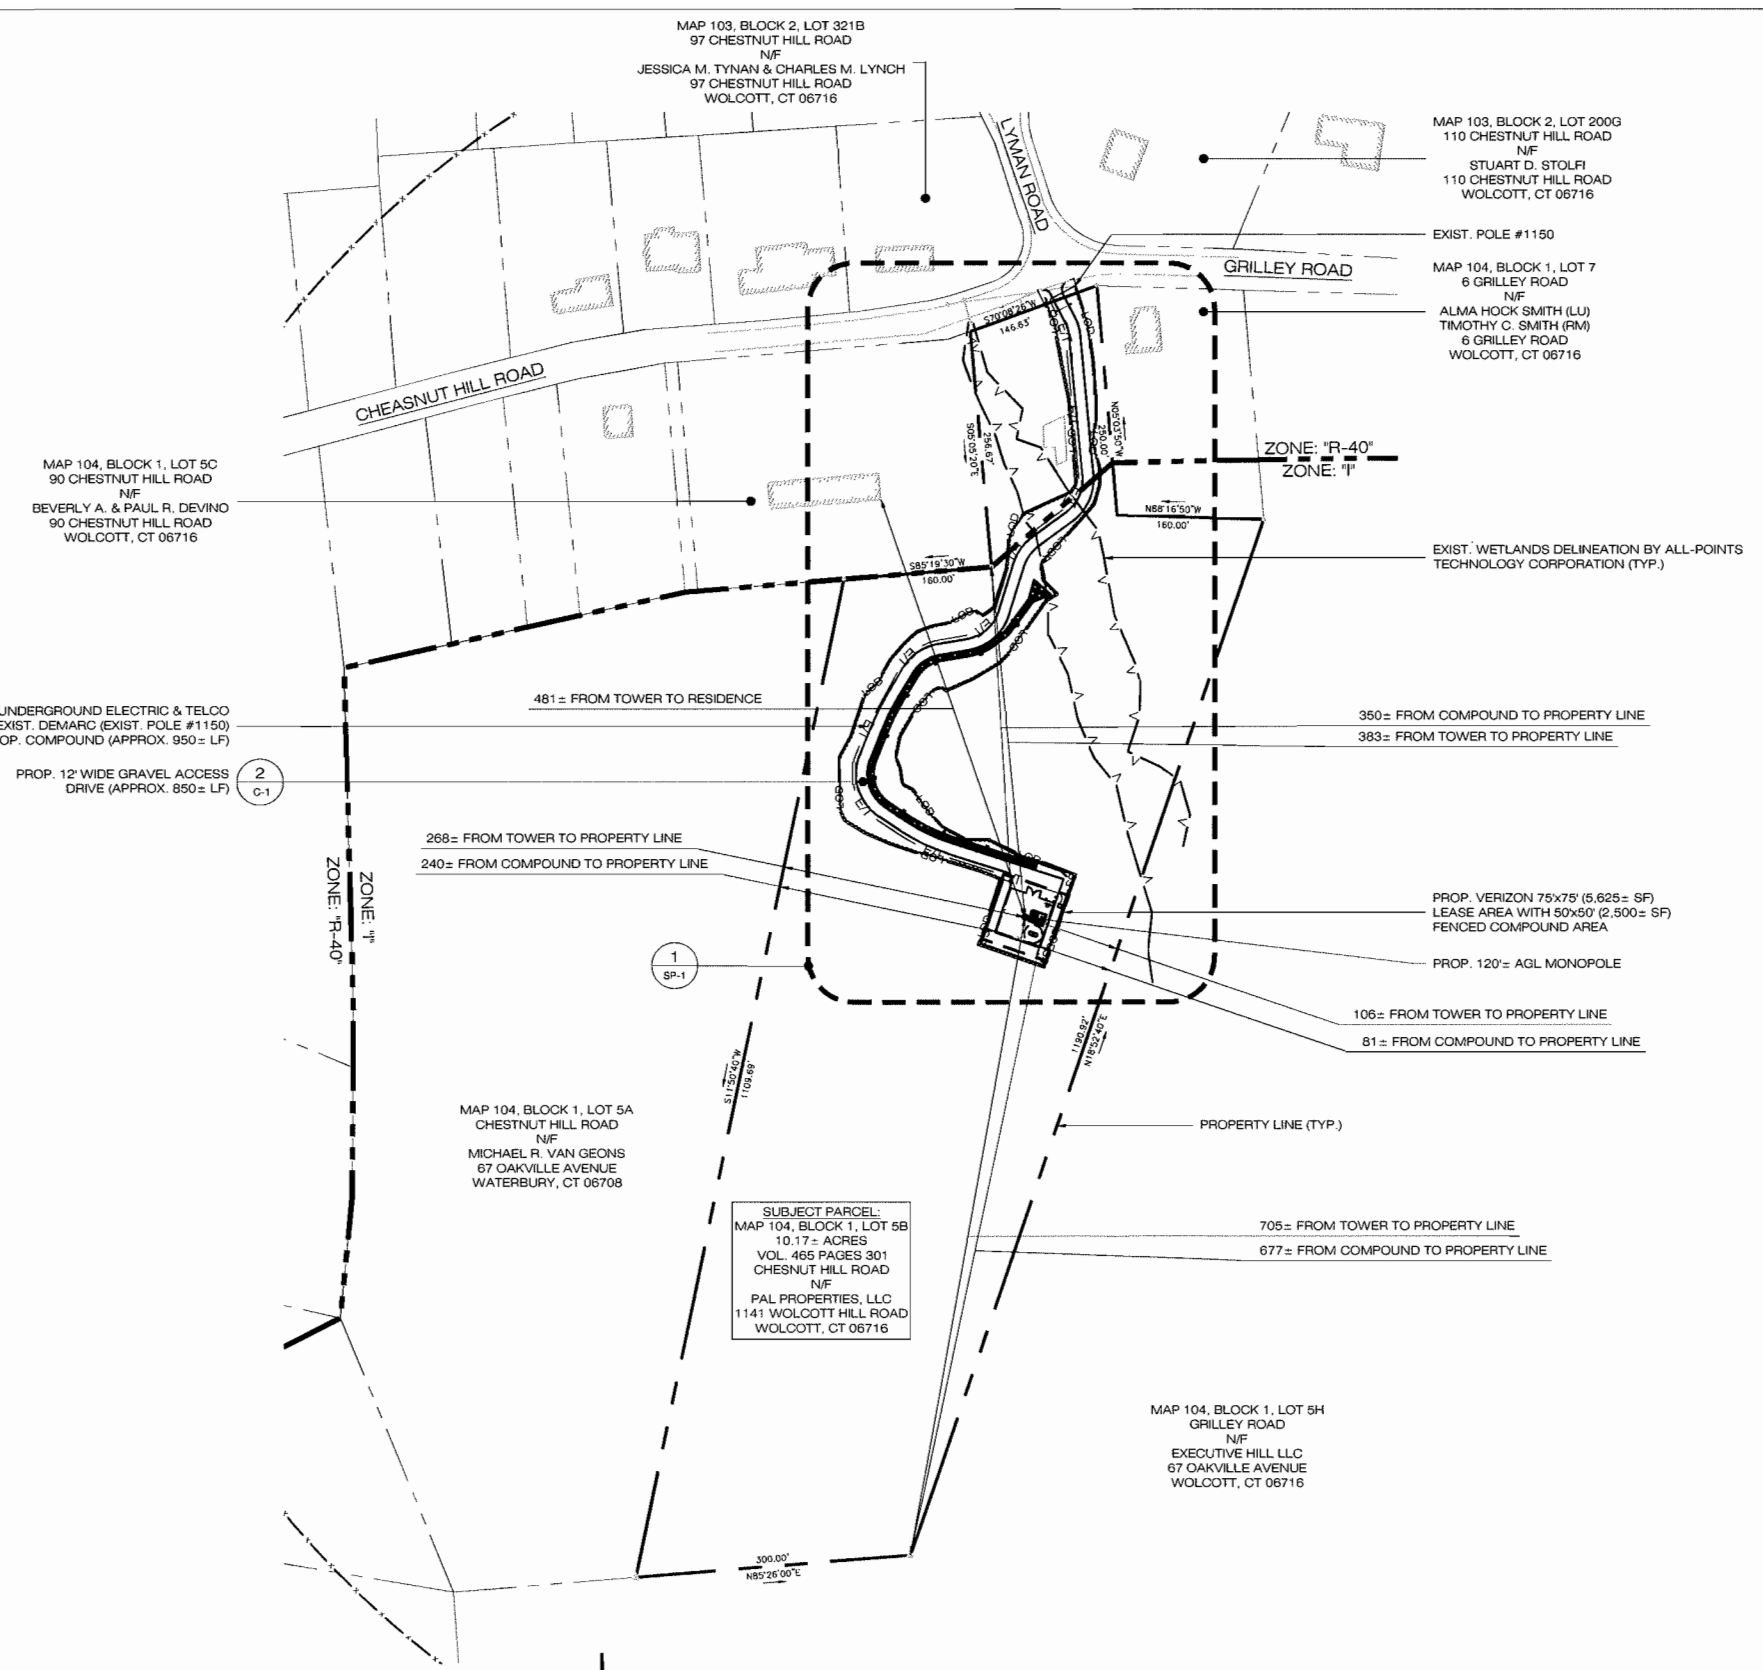 MAP 103, BLOCK 2, LOT 321B
97 CHESTNUT HILL ROAD
N/F
JESSICA M. TYNAN & CHARLES M. LYNCH
97 CHESTNUT HILL ROAD
WOLCOTT, CT 06716
MAP 103, BLOCK 2, LOT 200G
110 CHESTNUT HILL ROAD
N/F
STUART D. STOLFI
110 CHESTNUT HILL ROAD
WOLCOTT, CT 06716
LYMAN ROAD
EXIST. POLE #1150
GRILLEY ROAD
MAP 104, BLOCK 1, LOT 7
6 GRILLEY ROAD
N/F
ALMA HOCK SMITH (LU)
TIMOTHY C. SMITH (RM)
6 GRILLEY ROAD
WOLCOTT, CT 06716
S70°08'26"W
146.63'
CHEASNUT HILL ROAD
S05°05'20"E
256.67'
N05°03'50"W
250.00'
ZONE: "R-40"
ZONE: "I"
MAP 104, BLOCK 1, LOT 5C
90 CHESTNUT HILL ROAD
N/F
BEVERLY A. & PAUL R. DEVINO
90 CHESTNUT HILL ROAD
WOLCOTT, CT 06716
N88°16'50"W
160.00'
EXIST. WETLANDS DELINEATION BY ALL-POINTS
TECHNOLOGY CORPORATION (TYP.)
S85°19'30"W
160.00'
LOD
LOD
LOD
LOD
LOD
LOD
E/T
E/T
E/T
E/T
481± FROM TOWER TO RESIDENCE
UNDERGROUND ELECTRIC & TELCO
EXIST. DEMARC (EXIST. POLE #1150)
OP. COMPOUND (APPROX. 950± LF)
350± FROM COMPOUND TO PROPERTY LINE
383± FROM TOWER TO PROPERTY LINE
PROP. 12' WIDE GRAVEL ACCESS
DRIVE (APPROX. 850± LF)
2
C-1
268± FROM TOWER TO PROPERTY LINE
240± FROM COMPOUND TO PROPERTY LINE
ZONE: "I"
ZONE: "R-40"
PROP. VERIZON 75'x75' (5,625± SF)
LEASE AREA WITH 50'x50' (2,500± SF)
FENCED COMPOUND AREA
1
SP-1
PROP. 120'± AGL MONOPOLE
106± FROM TOWER TO PROPERTY LINE
81± FROM COMPOUND TO PROPERTY LINE
S11°50'40"W
1109.69'
1190.92'
N18°52'40"E
MAP 104, BLOCK 1, LOT 5A
CHESTNUT HILL ROAD
N/F
MICHAEL R. VAN GEONS
67 OAKVILLE AVENUE
WATERBURY, CT 06708
PROPERTY LINE (TYP.)
SUBJECT PARCEL:
MAP 104, BLOCK 1, LOT 5B
10.17± ACRES
VOL. 465 PAGES 301
CHESNUT HILL ROAD
N/F
PAL PROPERTIES, LLC
1141 WOLCOTT HILL ROAD
WOLCOTT, CT 06716
705± FROM TOWER TO PROPERTY LINE
677± FROM COMPOUND TO PROPERTY LINE
MAP 104, BLOCK 1, LOT 5H
GRILLEY ROAD
N/F
EXECUTIVE HILL LLC
67 OAKVILLE AVENUE
WOLCOTT, CT 06716
300.00'
N85°26'00"E